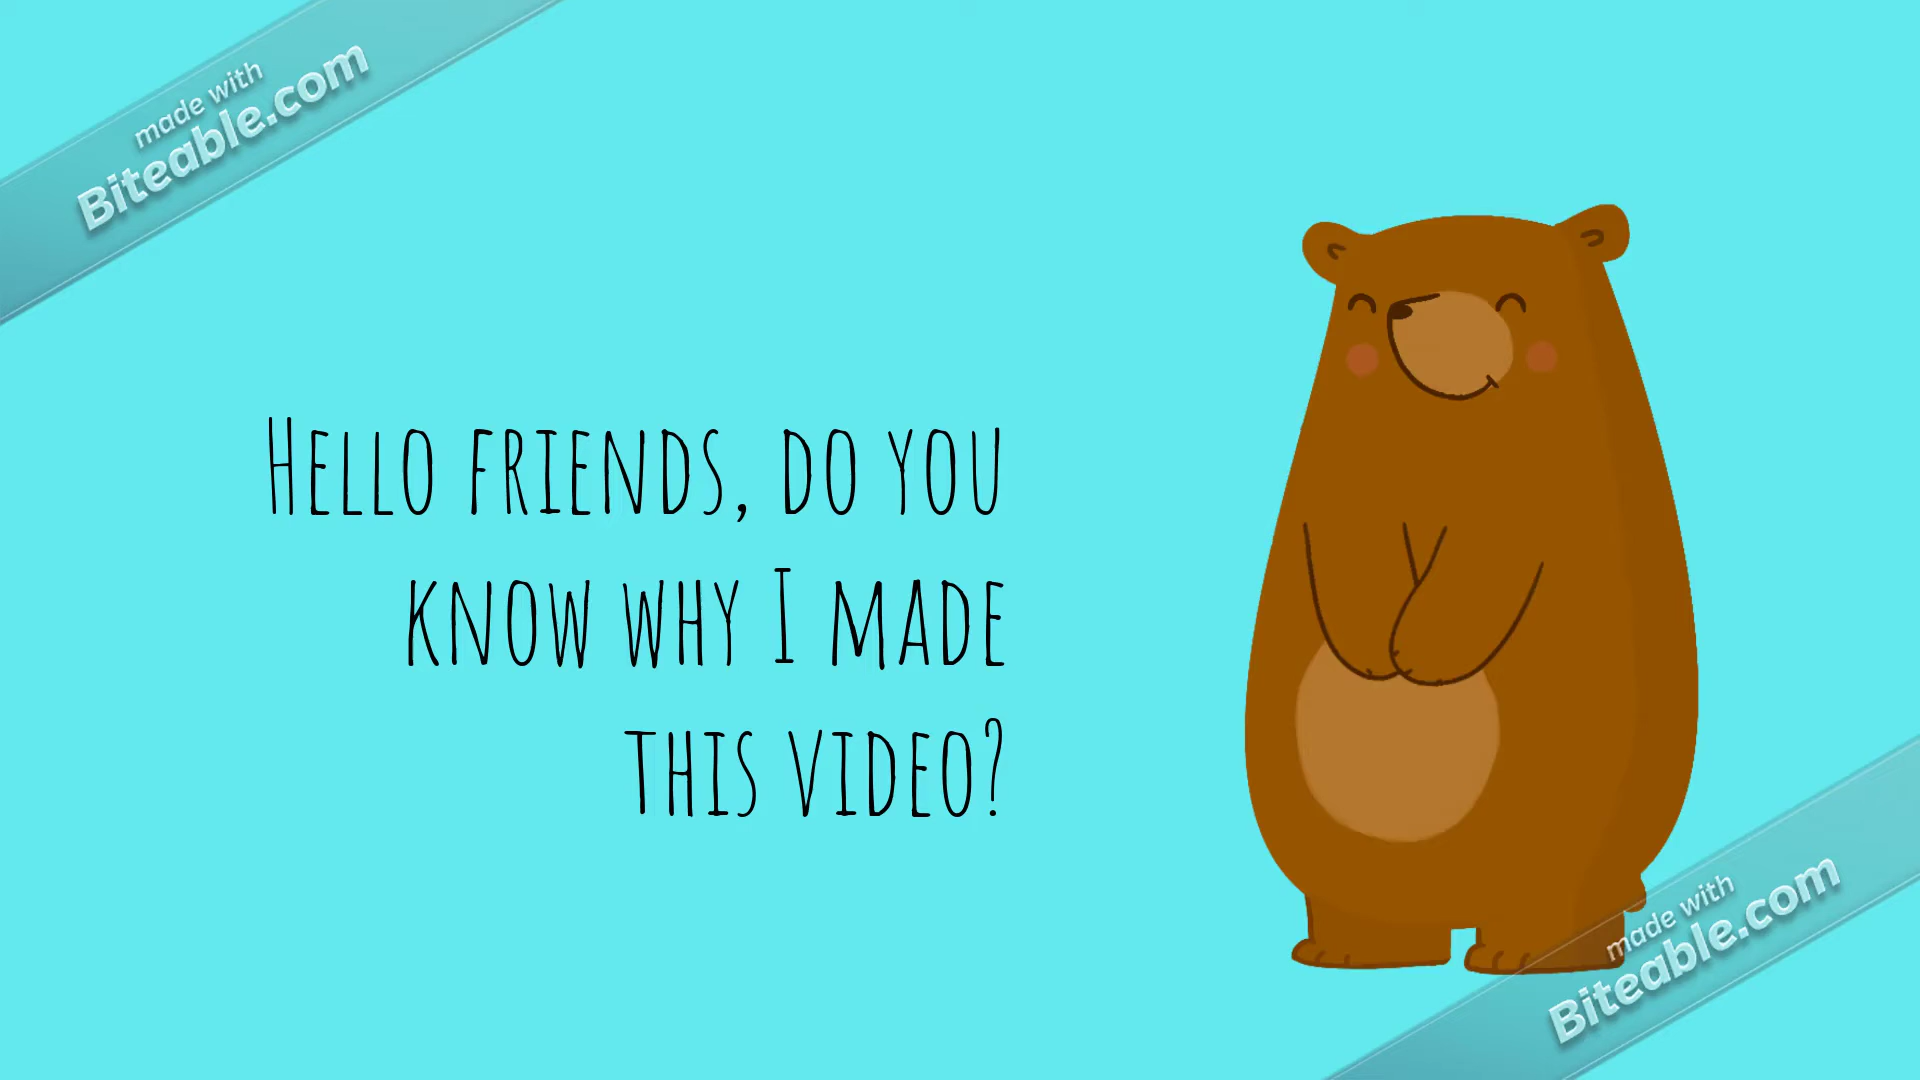 made with
Biteable.com
Hello friends, do you
know why I made
this video?
made with
Biteable.com